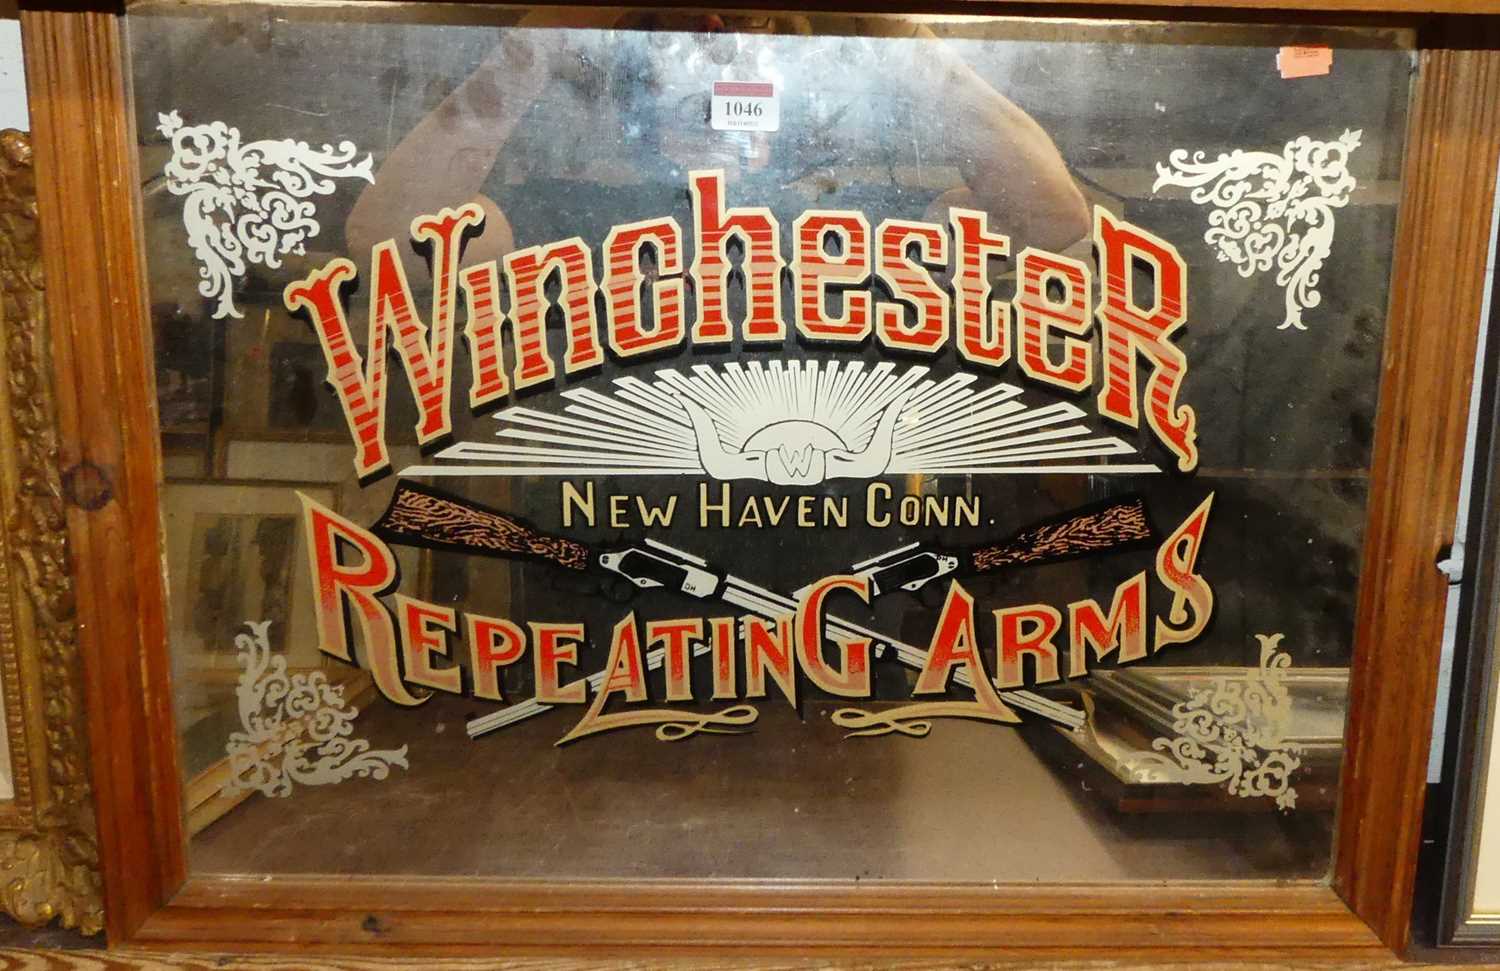 1046
Winchester
W
New Haven Conn.
Repeating Arms